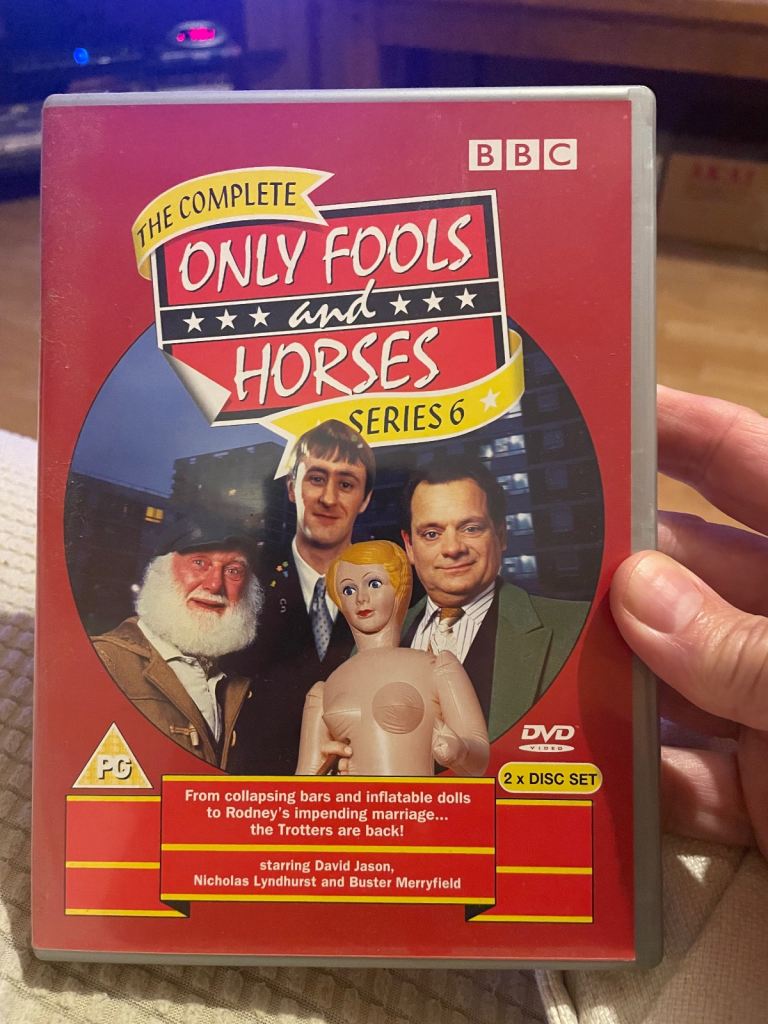 BBC
THE COMPLETE
ONLY FOOLS
and
HORSES
SERIES 6
PG
DVD
VIDEO
2 x DISC SET
From collapsing bars and inflatable dolls
to Rodney's impending marriage...
the Trotters are back!
starring David Jason,
Nicholas Lyndhurst and Buster Merryfield